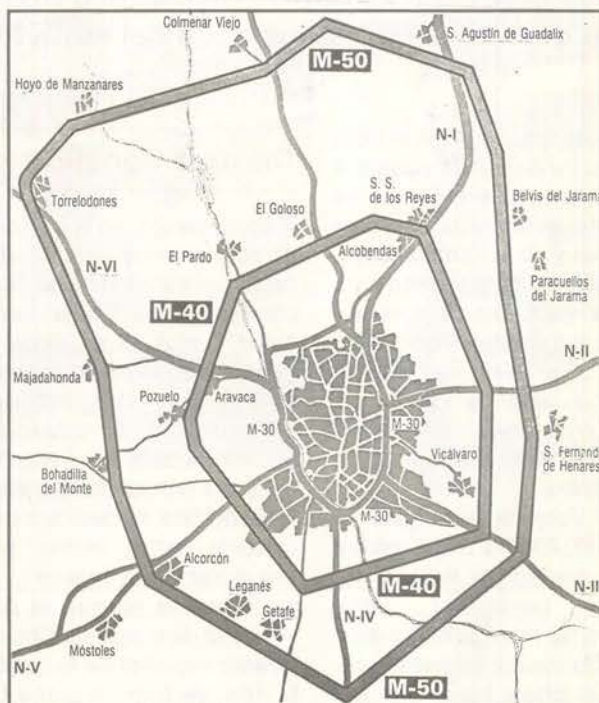 Colmenar Viejo
S. Agustín de Guadalix
M-50
Hoyo de Manzanares
N-I
Torrelodones
S. S.
de los Reyes
Belvis del Jarama
El Goloso
El Pardo
Alcobendas
Paracuellos
del Jarama
N-VI
M-40
N-II
Majadahonda
Pozuelo
Aravaca
M-30
M-30
Vicálvaro
S. Fernand
de Henares
Bohadilla
del Monte
M-30
Alcorcón
M-40
N-II
Leganés
Getafe
N-IV
Móstoles
N-V
M-50